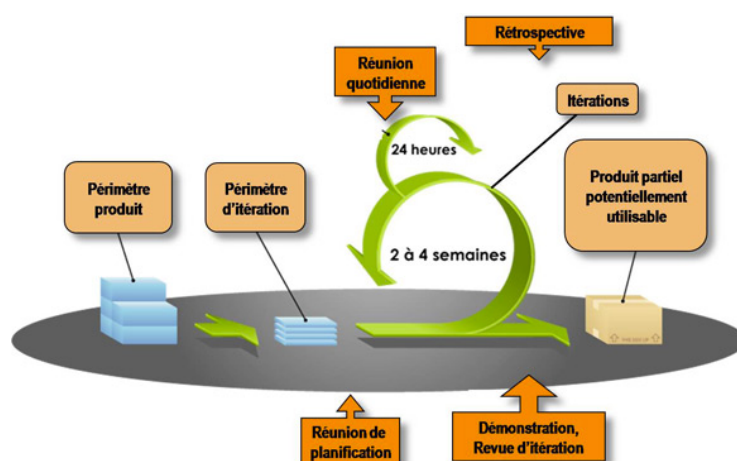 Rétrospective
Réunion
quotidienne
Itérations
24 heures
Périmètre
produit
Périmètre
d'itération
Produit partiel
potentiellement
utilisable
2 à 4 semaines
Réunion de
planification
Démonstration,
Revue d'itération